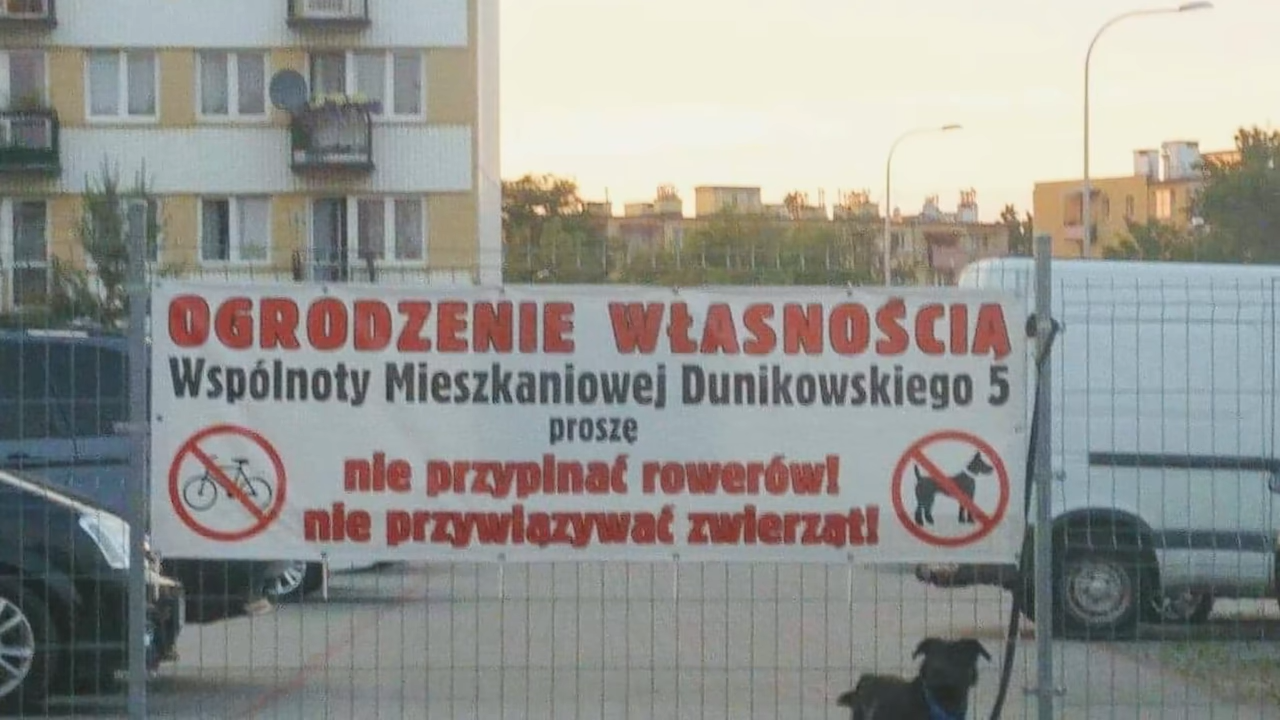 OGRODZENIE WŁASNOŚCIĄ
Wspólnoty Mieszkaniowej Dunikowskiego 5
proszę
nie przypinać rowerów!
nie przywiązywać zwierząt!